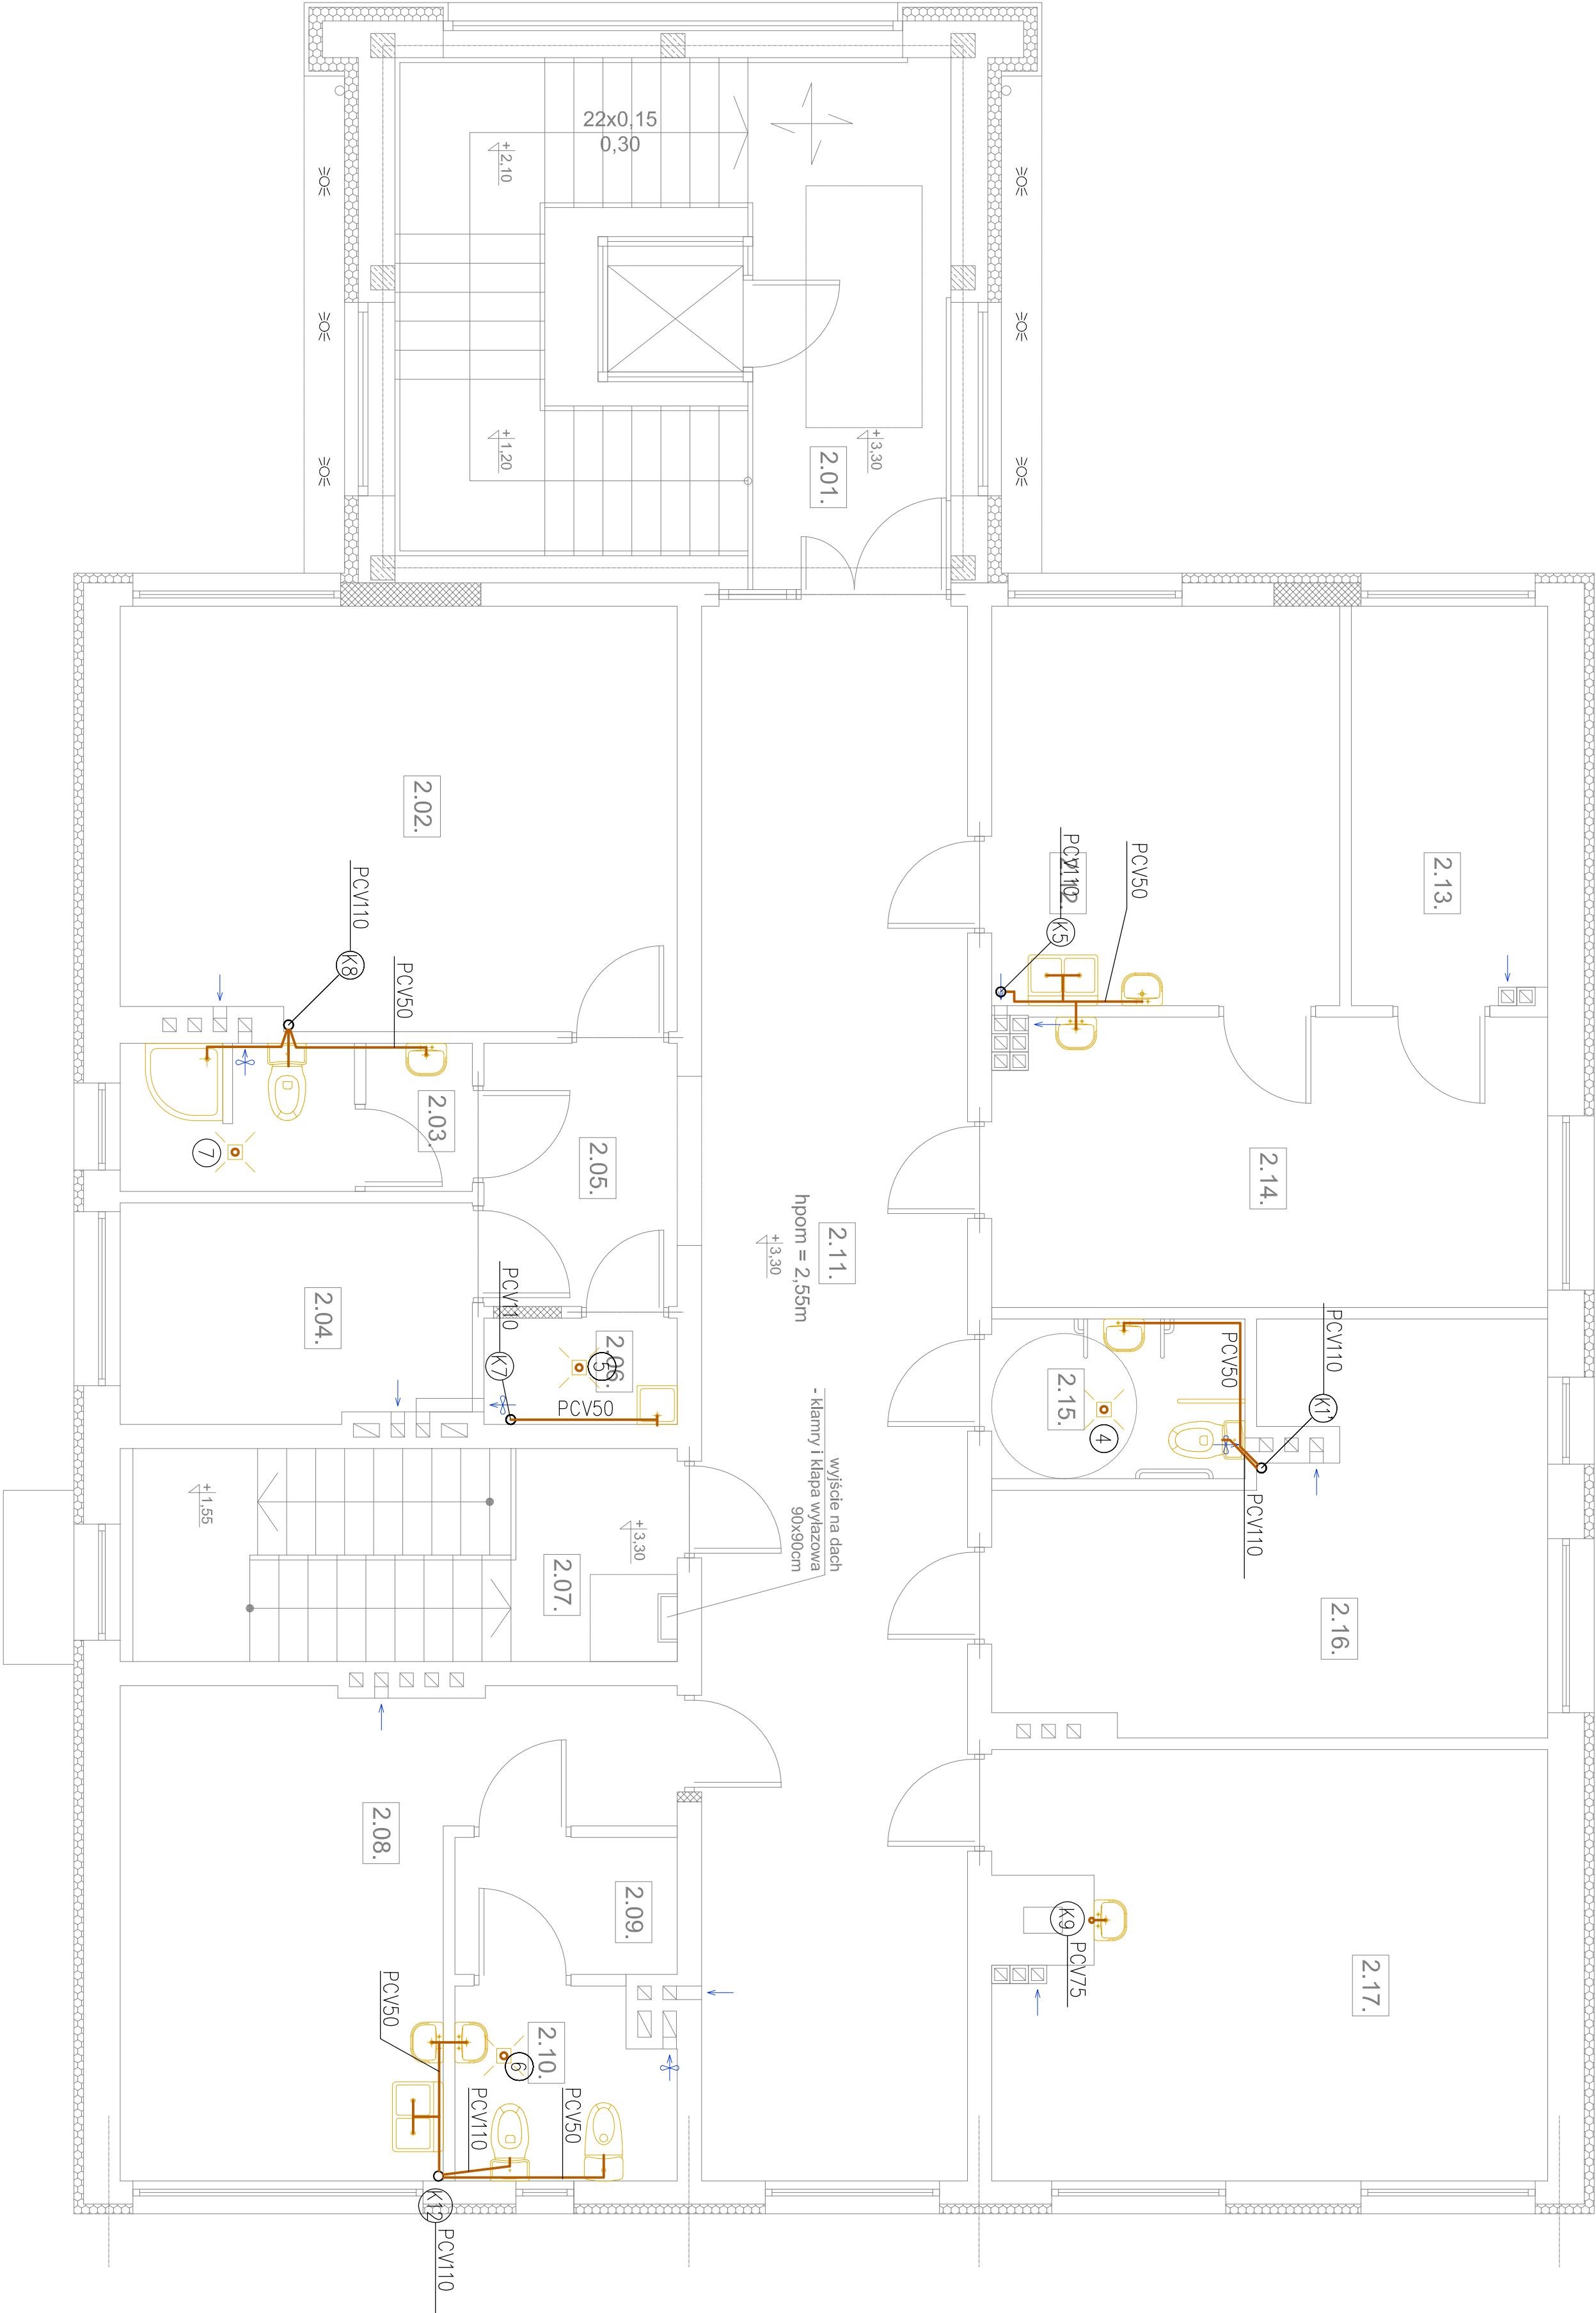 22x0,15
0,30
+2,10
+1,20
+3,30
2.01.
2.02.
PCV110
K8
PCV50
2.03.
7
2.04.
2.05.
2.06.
5
PCV110
K7
PCV50
2.07.
+3,30
+1,55
wyjście na dach
- klamry i klapa wyłazowa
90x90cm
2.08.
2.09.
2.10.
6
PCV50
PCV110
PCV50
K12
PCV110
2.11.
hpom = 2,55m
+3,30
2.12.
PCV110
K5
PCV50
2.13.
2.14.
2.15.
4
PCV50
PCV110
K1'
PCV110
2.16.
2.17.
K9
PCV75